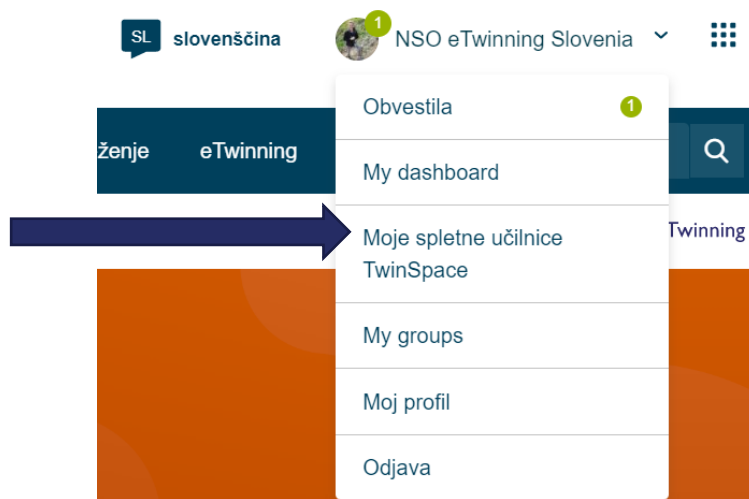 SL slovenščina
1
NSO eTwinning Slovenia
Obvestila 1
ženje eTwinning
My dashboard
Moje spletne učilnice
TwinSpace
Twinning
My groups
Moj profil
Odjava